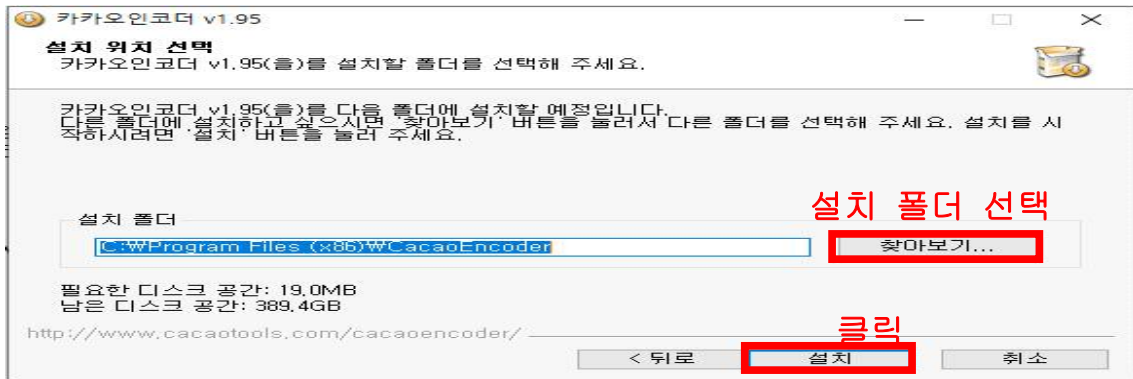 카카오인코더 v1.95
설치 위치 선택
카카오인코더 v1.95(을)를 설치할 폴더를 선택해 주세요.
카카오인코더 v1.95(을)를 다음 폴더에 설치할 예정입니다.
다른 폴더에 설치하고 싶으시면 '찾아보기' 버튼을 눌러서 다른 폴더를 선택해 주세요. 설치를 시
작하시려면 '설치' 버튼을 눌러 주세요.
설치 폴더 선택
설치 폴더
C:₩Program Files (x86)₩CacaoEncoder
찾아보기...
필요한 디스크 공간: 19.0MB
남은 디스크 공간: 389.4GB
http://www.cacaotools.com/cacaoencoder/
클릭
< 뒤로
설치
취소